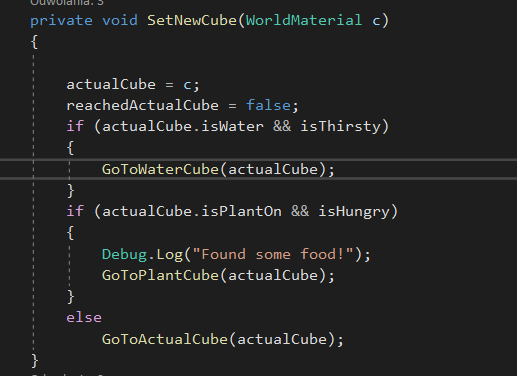 Odwołania: 3
private void SetNewCube(WorldMaterial c)
{
actualCube = c;
reachedActualCube = false;
if (actualCube.isWater && isThirsty)
{
GoToWaterCube(actualCube);
}
if (actualCube.isPlantOn && isHungry)
{
Debug.Log("Found some food!");
GoToPlantCube(actualCube);
}
else
GoToActualCube(actualCube);
}